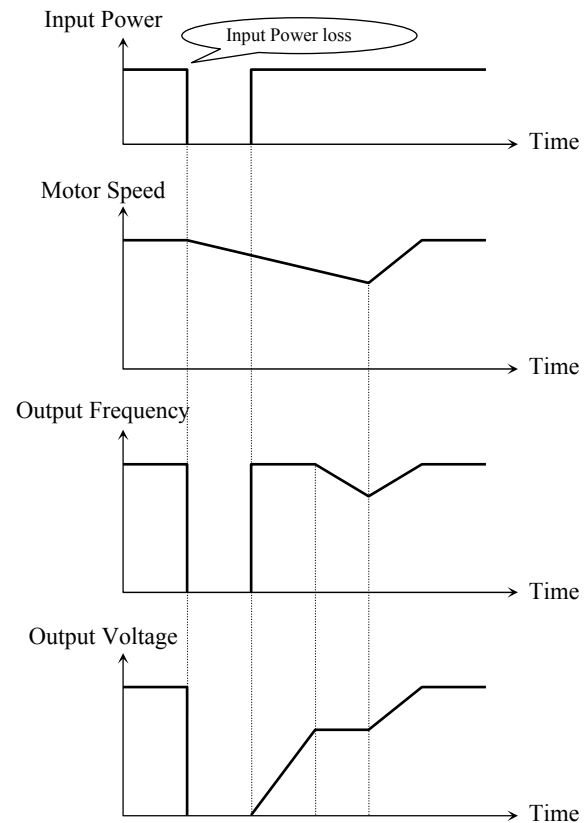 Input Power
Input Power loss
Time
Motor Speed
Time
Output Frequency
Time
Output Voltage
Time